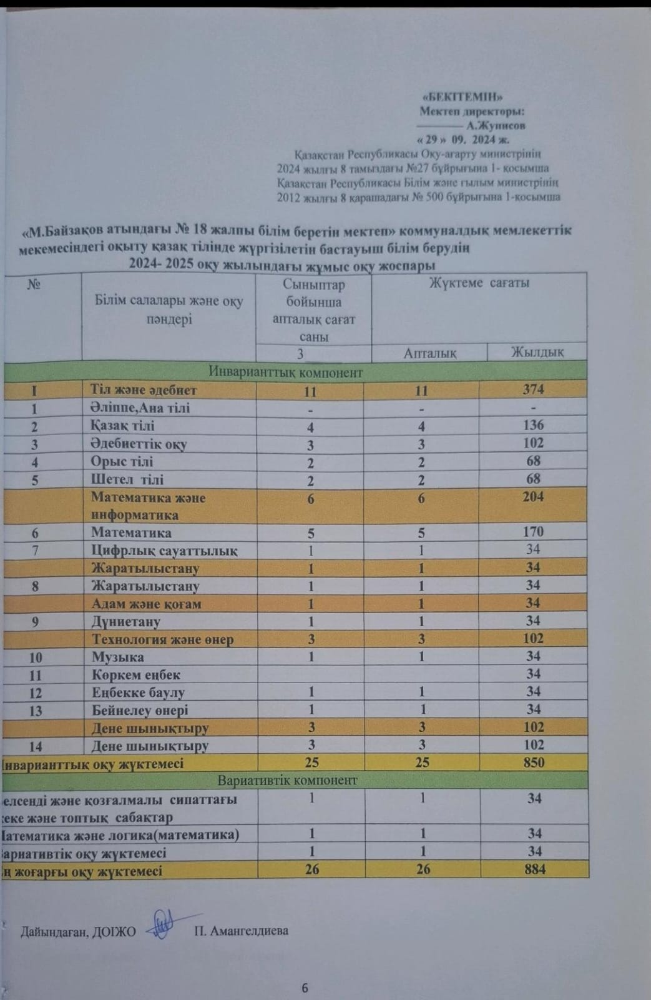 «БЕКІТЕМІН»
Мектеп директоры:
———— А.Жунисов
« 29 » 09. 2024 ж.
Қазақстан Республикасы Оқу-ағарту министрінің
2024 жылғы 8 тамыздағы №27 бұйрығына 1- қосымша
Қазақстан Республикасы Білім және ғылым министрінің
2012 жылғы 8 қарашадағы № 500 бұйрығына 1-қосымша
«М.Байзақов атындағы № 18 жалпы білім беретін мектеп» коммуналдық мемлекеттік
мекемесіндегі оқыту қазақ тілінде жүргізілетін бастауыш білім берудің
2024- 2025 оқу жылындағы жұмыс оқу жоспары
№ Білім салалары және оқу пәндері Сыныптар бойынша апталық сағат саны Жүктеме сағаты
3 Апталық Жылдық
Инварианттық компонент
I Тіл және әдебиет 11 11 374
1 Әліппе,Ана тілі - - -
2 Қазақ тілі 4 4 136
3 Әдебиеттік оқу 3 3 102
4 Орыс тілі 2 2 68
5 Шетел тілі 2 2 68
Математика және информатика 6 6 204
6 Математика 5 5 170
7 Цифрлық сауаттылық 1 1 34
Жаратылыстану 1 1 34
8 Жаратылыстану 1 1 34
Адам және қоғам 1 1 34
9 Дүниетану 1 1 34
Технология және өнер 3 3 102
10 Музыка 1 1 34
11 Көркем еңбек 34
12 Еңбекке баулу 1 1 34
13 Бейнелеу өнері 1 1 34
Дене шынықтыру 3 3 102
14 Дене шынықтыру 3 3 102
нварианттық оқу жүктемесі 25 25 850
Вариативтік компонент
елсенді және қозғалмалы сипаттағы 1 1 34
еке және топтық сабақтар
атематика және логика(математика) 1 1 34
ариативтік оқу жүктемесі 1 1 34
ң жоғарғы оқу жүктемесі 26 26 884
Дайындаған, ДОІЖО П. Амангелдиева
6